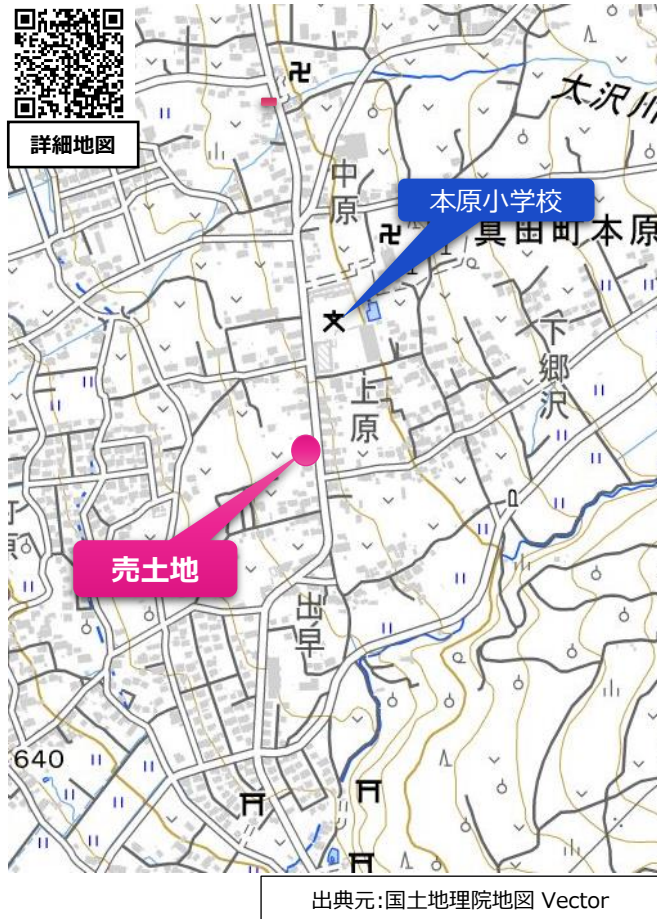 詳細地図
大沢川
中原
本原小学校
真田町本原
下郷沢
上原
売土地
出早
640
出典元:国土地理院地図 Vector